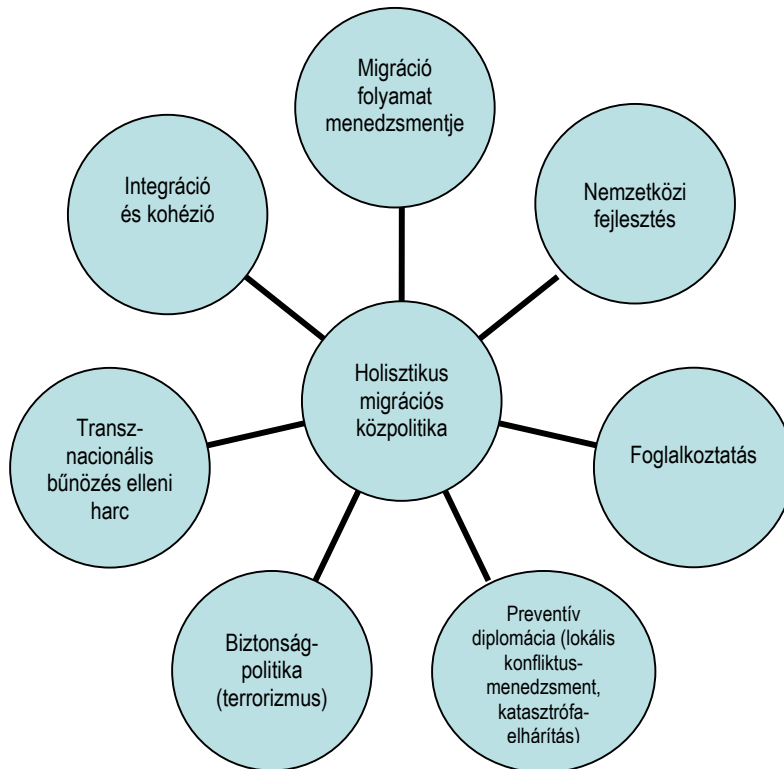 Migráció
folyamat
menedzsmentje
Integráció
és kohézió
Nemzetközi
fejlesztés
Holisztikus
migrációs
közpolitika
Transz-
nacionális
bűnözés elleni
harc
Foglalkoztatás
Biztonság-
politika
(terrorizmus)
Preventív
diplomácia (lokális
konfliktus-
menedzsment,
katasztrófa-
elhárítás)